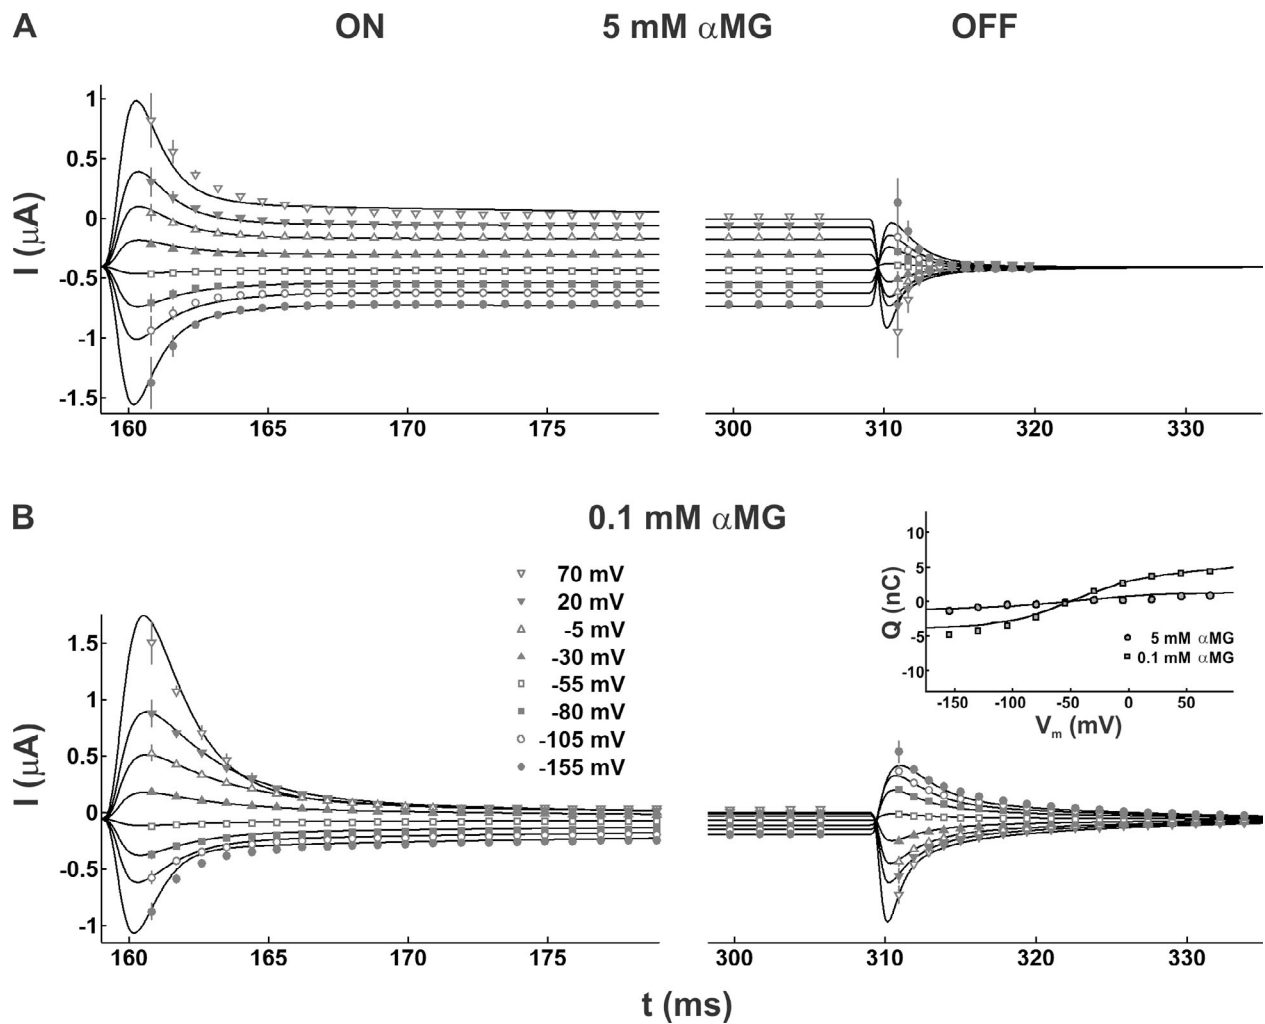 A ON 5 mM αMG OFF
1
0.5
0
-0.5
-1
-1.5
I (μA)
160 165 170 175 300 310 320 330
B 0.1 mM αMG
70 mV
20 mV
-5 mV
-30 mV
-55 mV
-80 mV
-105 mV
-155 mV
1.5
1
0.5
0
-0.5
-1
I (μA)
10
5
0
-5
-10
Q (nC)
5 mM αMG
0.1 mM αMG
-150 -100 -50 0 50
Vm (mV)
160 165 170 175 300 310 320 330
t (ms)